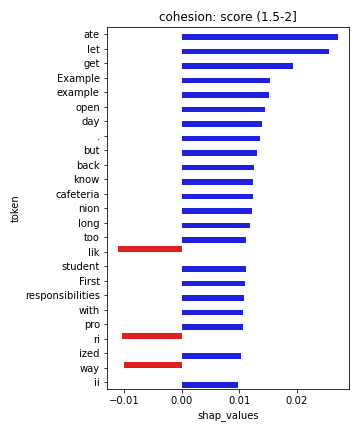 cohesion: score (1.5-2]
ate
let
get
Example
example
open
day
.
but
back
know
cafeteria
nion
long
too
lik
student
First
responsibilities
with
pro
ri
ized
way
ii
token
−0.01 0.00 0.01 0.02
shap_values